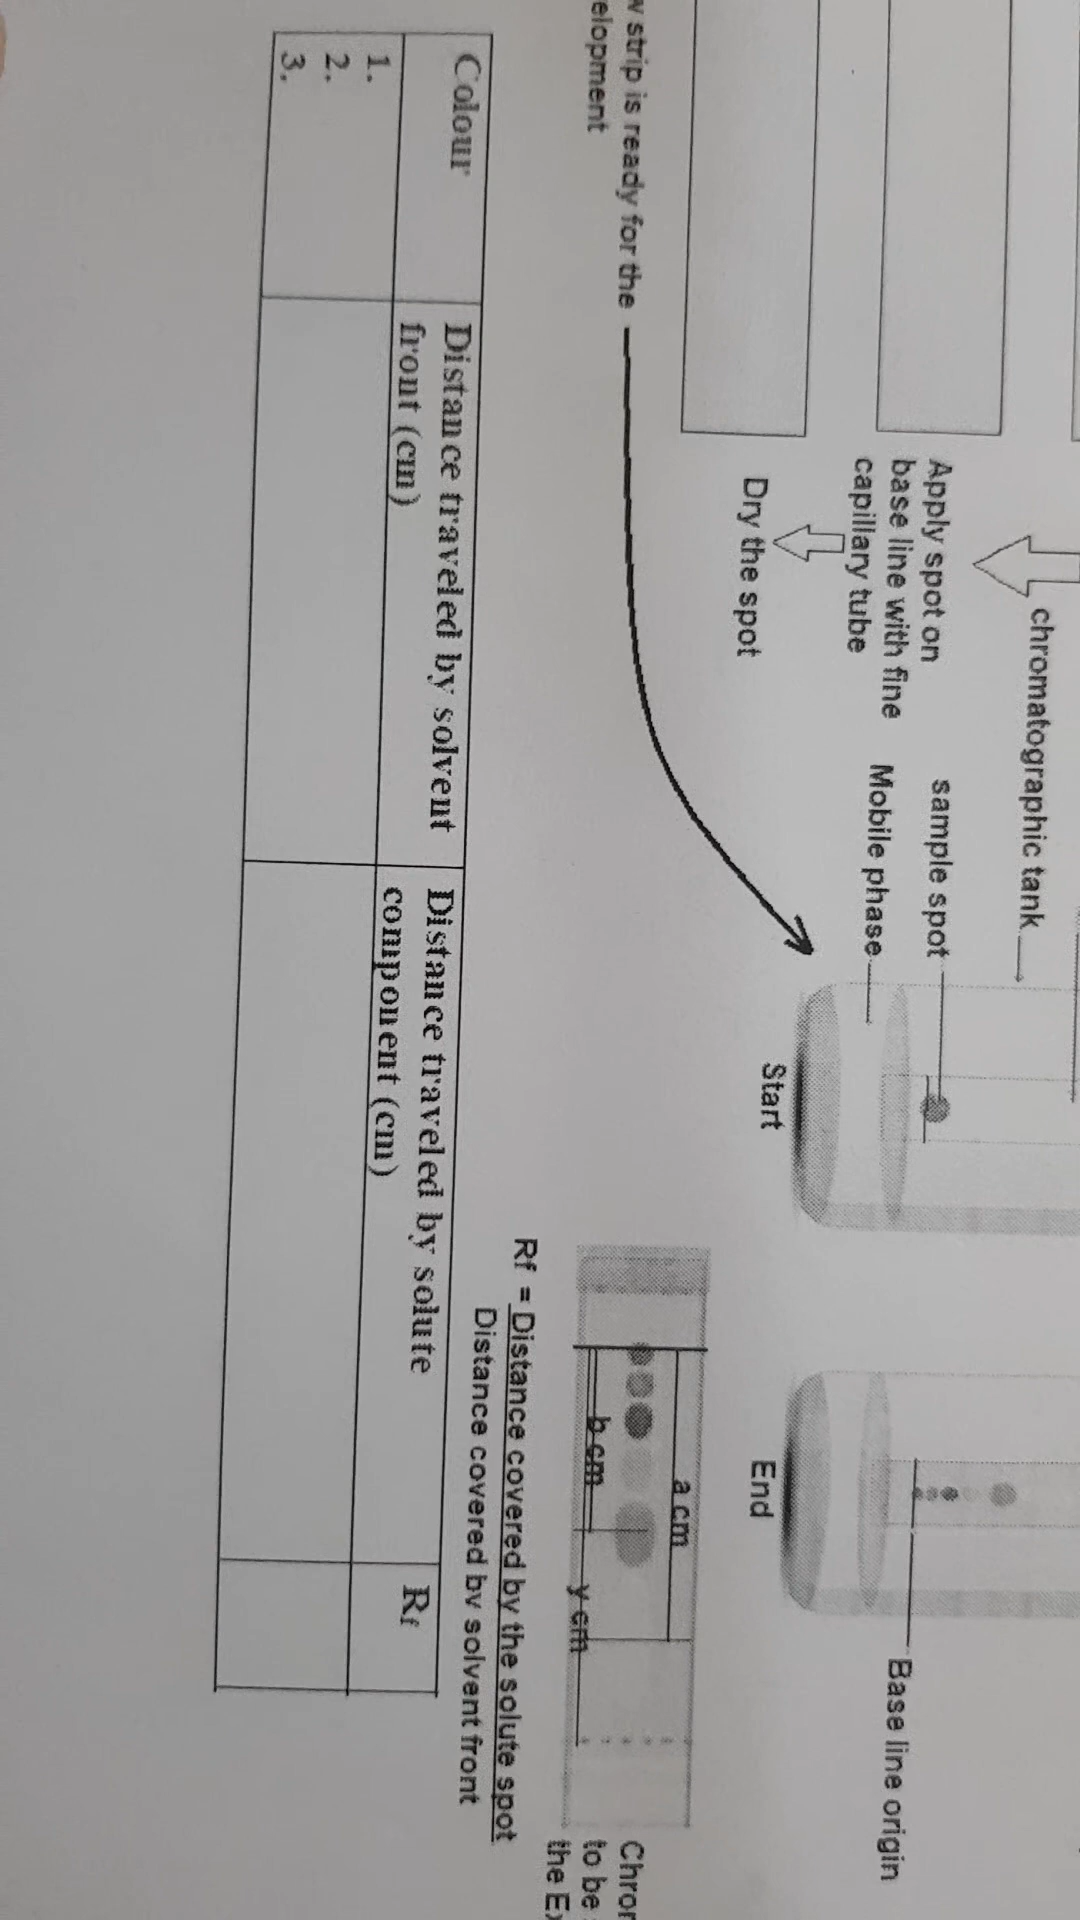 chromatographic tank
Apply spot on
base line with fine
capillary tube
sample spot
Mobile phase
Dry the spot
Start
End
Base line origin
strip is ready for the
a cm
b cm
y cm
to be
the
Rf = Distance covered by the solute spot
Distance covered by solvent front
Colour
Distance traveled by solvent
front (cm)
Distance traveled by solute
component (cm)
Rf
1.
2.
3.